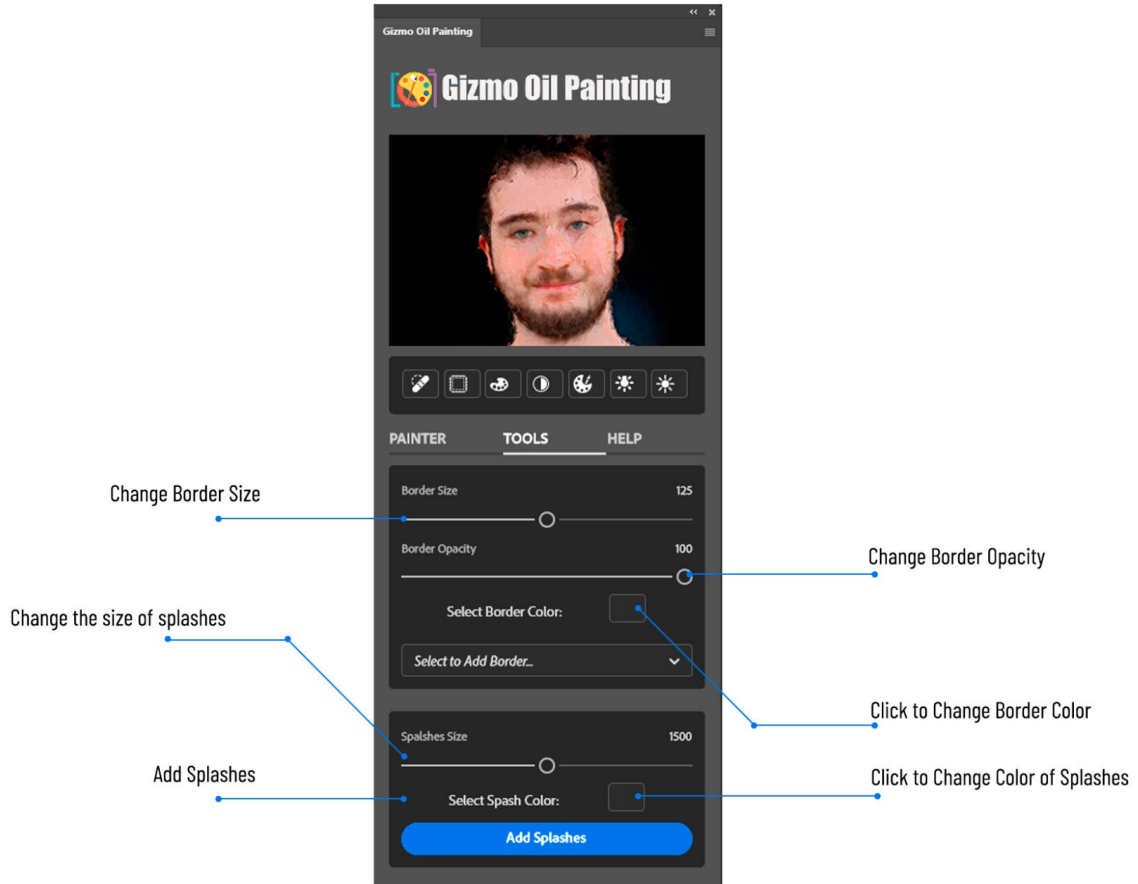 Gizmo Oil Painting
Gizmo Oil Painting
PAINTER TOOLS HELP
Border Size 125
Change Border Size
Border Opacity 100
Change Border Opacity
Select Border Color:
Change the size of splashes
Select to Add Border...
Click to Change Border Color
Spalshes Size 1500
Add Splashes
Click to Change Color of Splashes
Select Spash Color:
Add Splashes